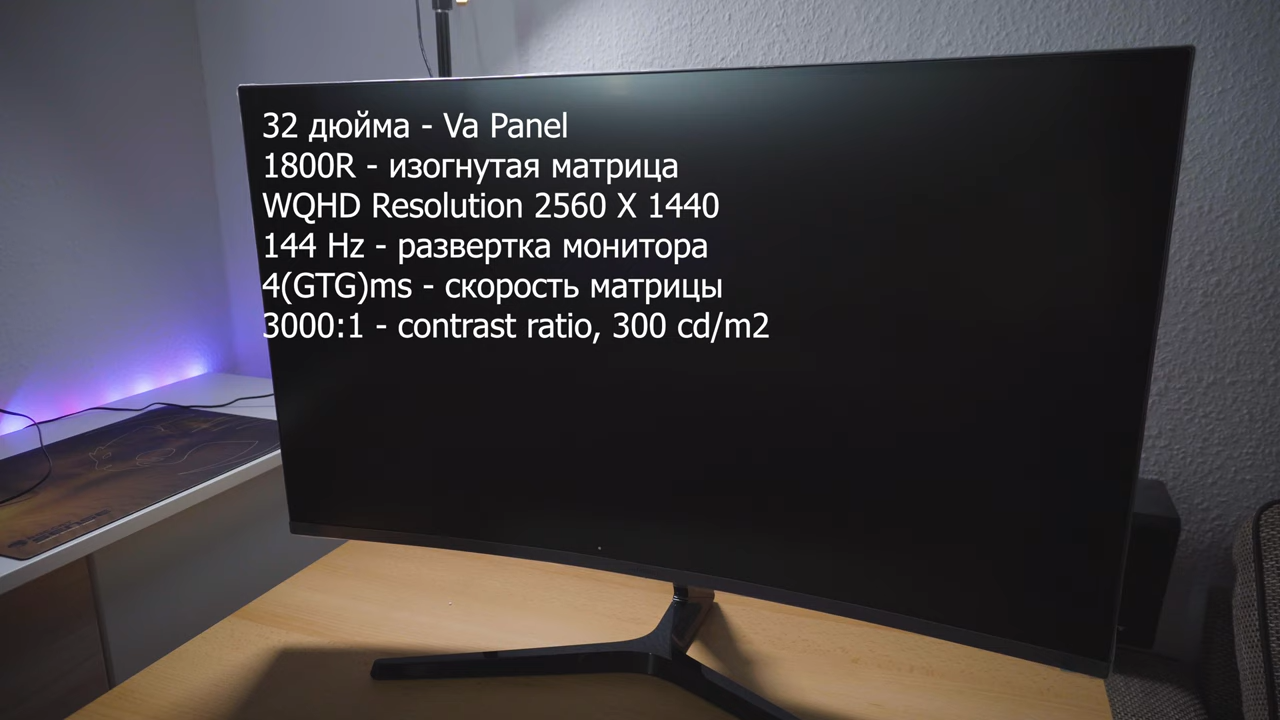 32 дюйма - Va Panel
1800R - изогнутая матрица
WQHD Resolution 2560 X 1440
144 Hz - развертка монитора
4(GTG)ms - скорость матрицы
3000:1 - contrast ratio, 300 cd/m2